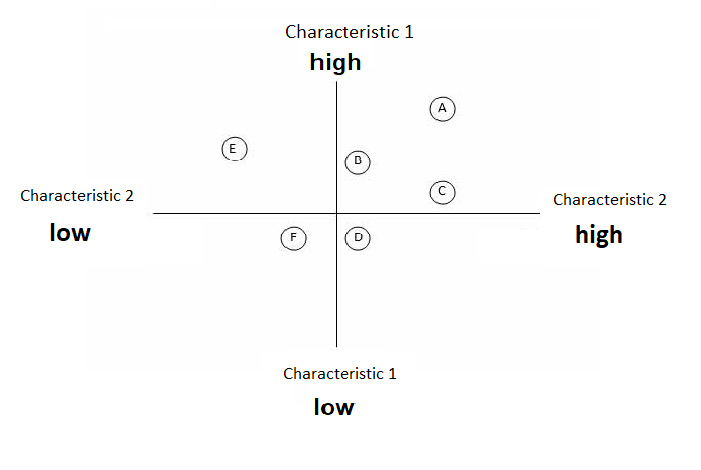 Characteristic 1
high
A
E
B
C
Characteristic 2
low
Characteristic 2
high
F
D
Characteristic 1
low